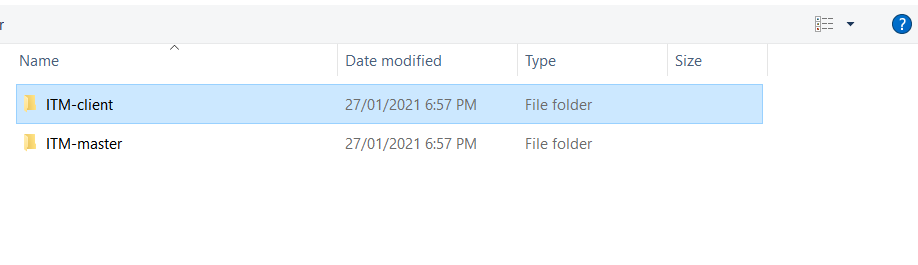 r
?
Name Date modified Type Size
ITM-client 27/01/2021 6:57 PM File folder
ITM-master 27/01/2021 6:57 PM File folder